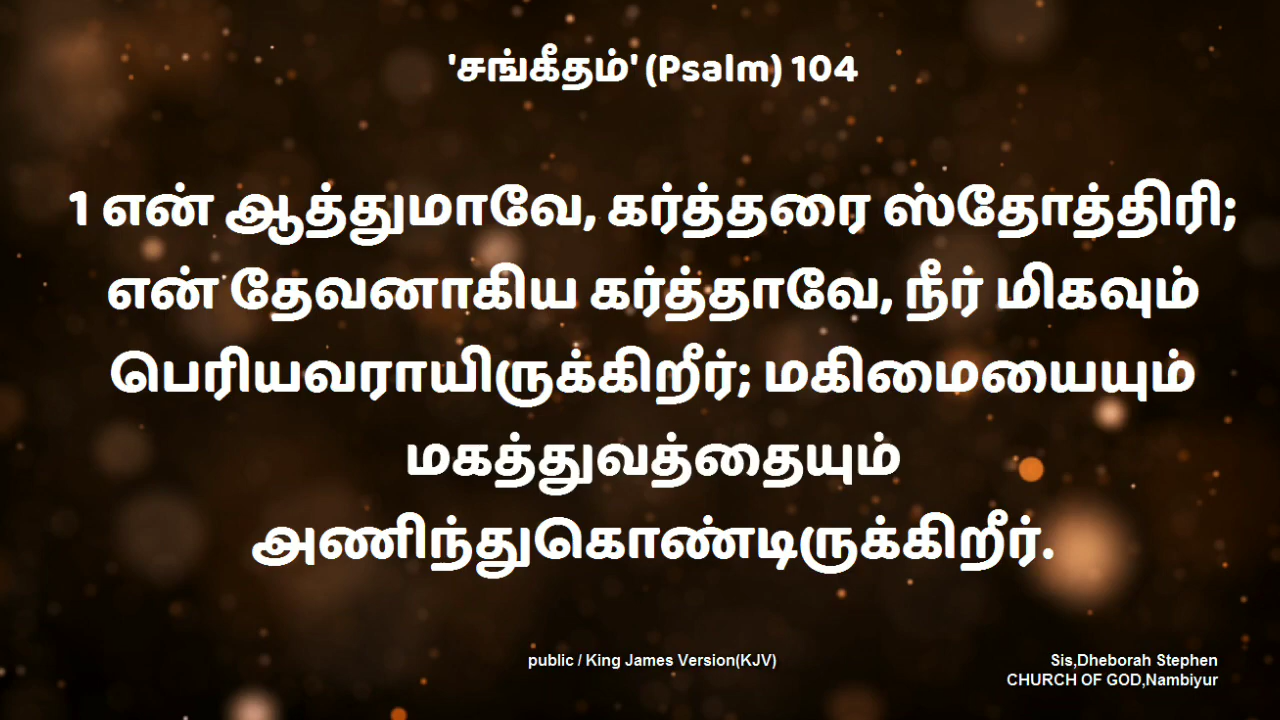 'சங்கீதம்' (Psalm) 104
1 என் ஆத்துமாவே, கர்த்தரை ஸ்தோத்திரி;
என் தேவனாகிய கர்த்தாவே, நீர் மிகவும்
பெரியவராயிருக்கிறீர்; மகிமையையும்
மகத்துவத்தையும்
அணிந்துகொண்டிருக்கிறீர்.
public / King James Version(KJV)
Sis,Dheborah Stephen
CHURCH OF GOD,Nambiyur